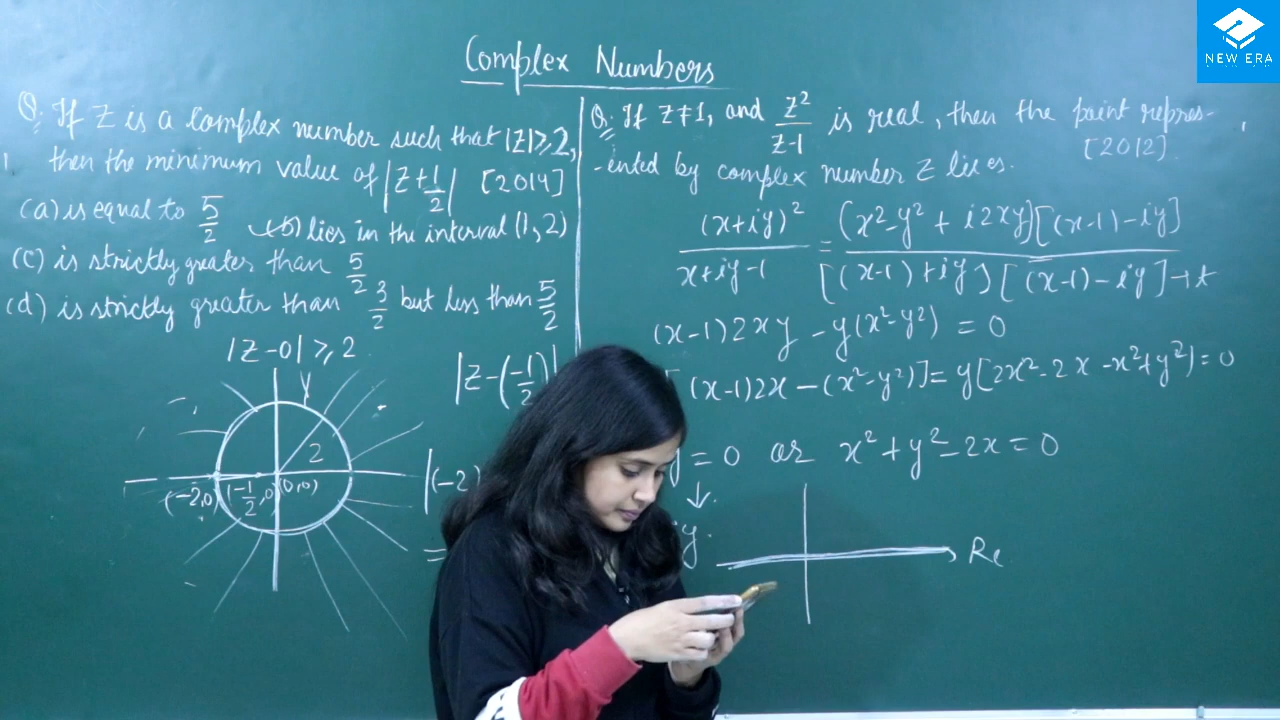 NEW ERA
Complex Numbers
Q. If Z is a complex number such that |Z|≥2,
then the minimum value of |Z+1/2| [2014]
(a) is equal to 5/2 (b) lies in the interval (1,2)
(c) is strictly greater than 5/2
(d) is strictly greater than 3/2 but less than 5/2
|Z-0|≥2
Y
2
(-2,0) (-1/2,0) (0,0)
|Z-(-1/2)|
|(-2)
=
Q. If Z≠1, and Z²/Z-1 is real, then the point repres-
-ented by complex number Z lies. [2012]
(x+iy)²/x+iy-1 = (x²-y²+i2xy)[(x-1)-iy]/[(x-1)+iy][(x-1)-iy]
(x-1)2xy - y(x²-y²) = 0
[(x-1)2x-(x²-y²)] = y[2x²-2x-x²+y²) = 0
y = 0 or x²+y²-2x=0
↓
iy.
Re